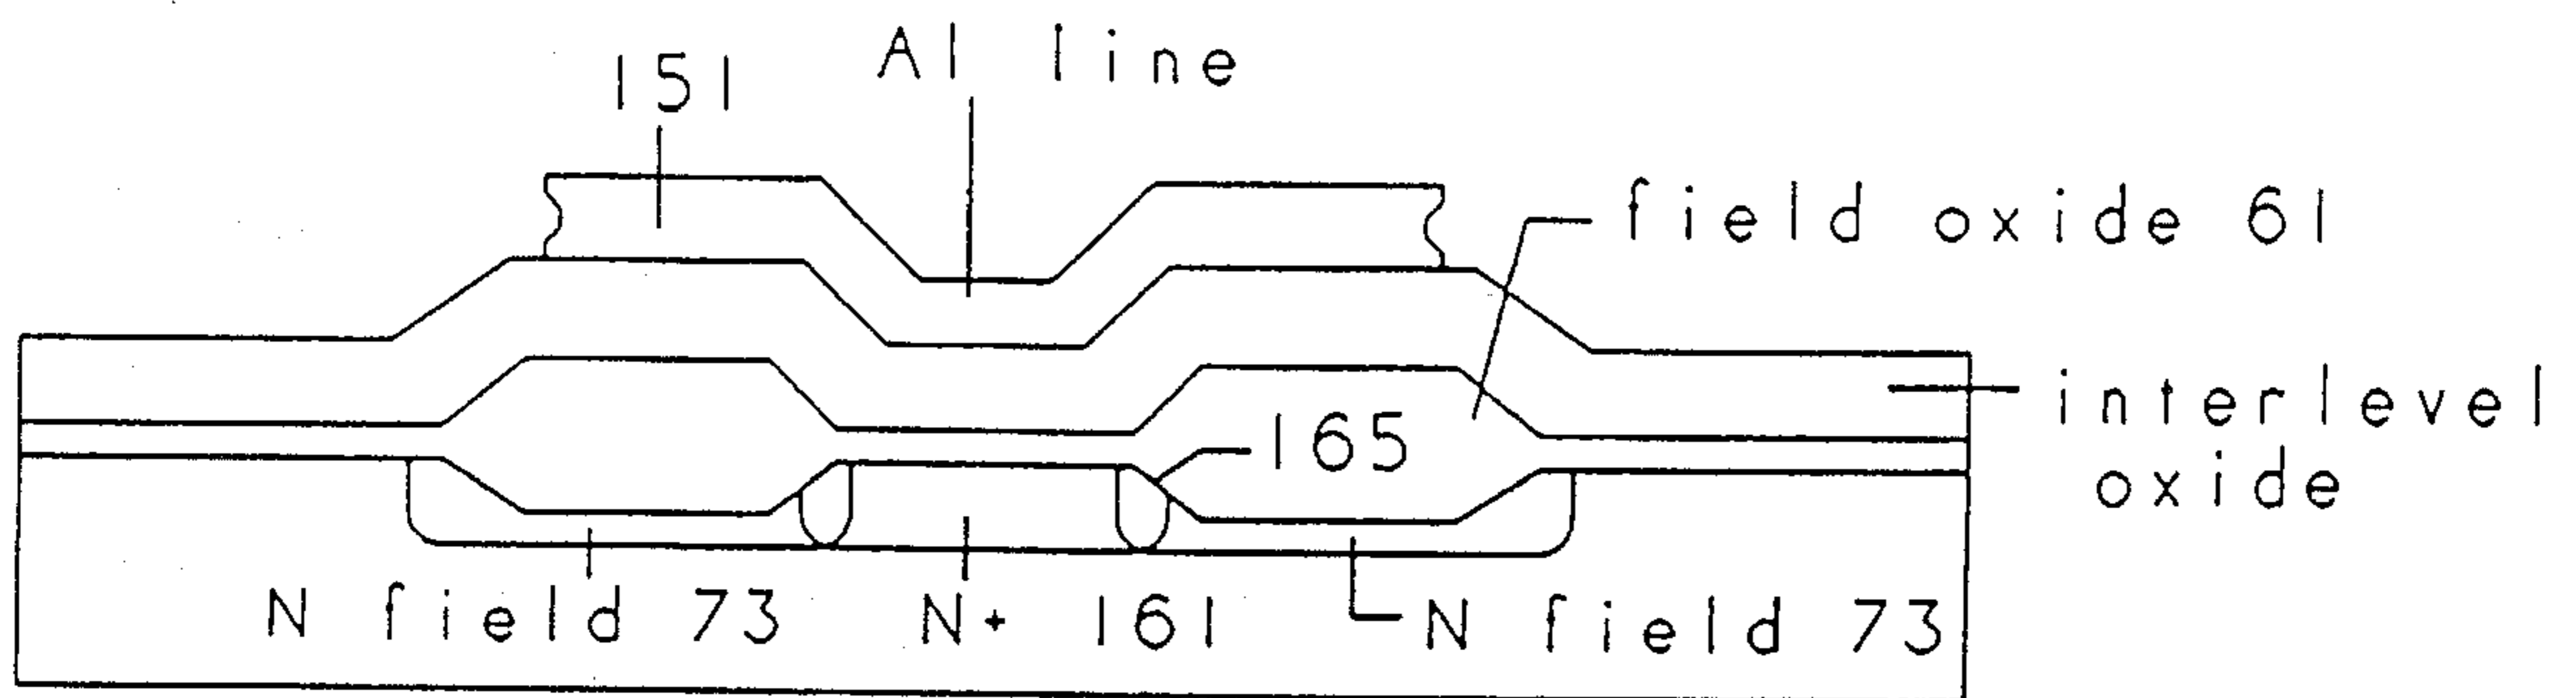 151
Al line
field oxide 61
interlevel
oxide
165
N field 73
N+ 161
N field 73